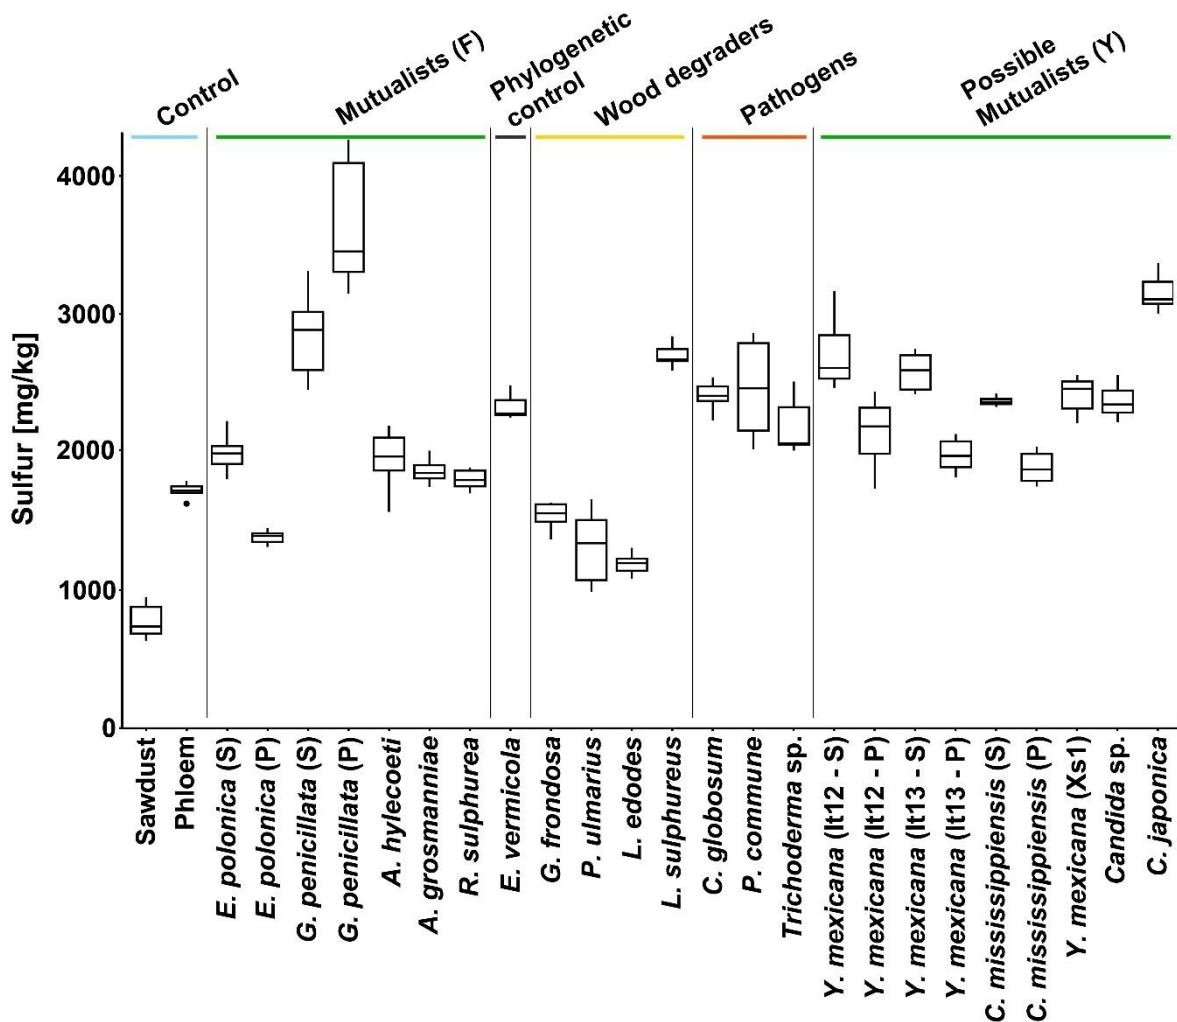 Control
Mutualists (F)
Phylogenetic
control
Wood degraders
Pathogens
Possible
Mutualists (Y)
Sulfur [mg/kg]
4000
3000
2000
1000
0
Sawdust
Phloem
E. polonica (S)
E. polonica (P)
G. penicillata (S)
G. penicillata (P)
A. hylecoeti
A. grosmanniae
R. sulphurea
E. vermicola
G. frondosa
P. ulmarius
L. edodes
L. sulphureus
C. globosum
P. commune
Trichoderma sp.
Y. mexicana (It12 - S)
Y. mexicana (It12 - P)
Y. mexicana (It13 - S)
Y. mexicana (It13 - P)
C. mississippiensis (S)
C. mississippiensis (P)
Y. mexicana (Xs1)
Candida sp.
C. japonica